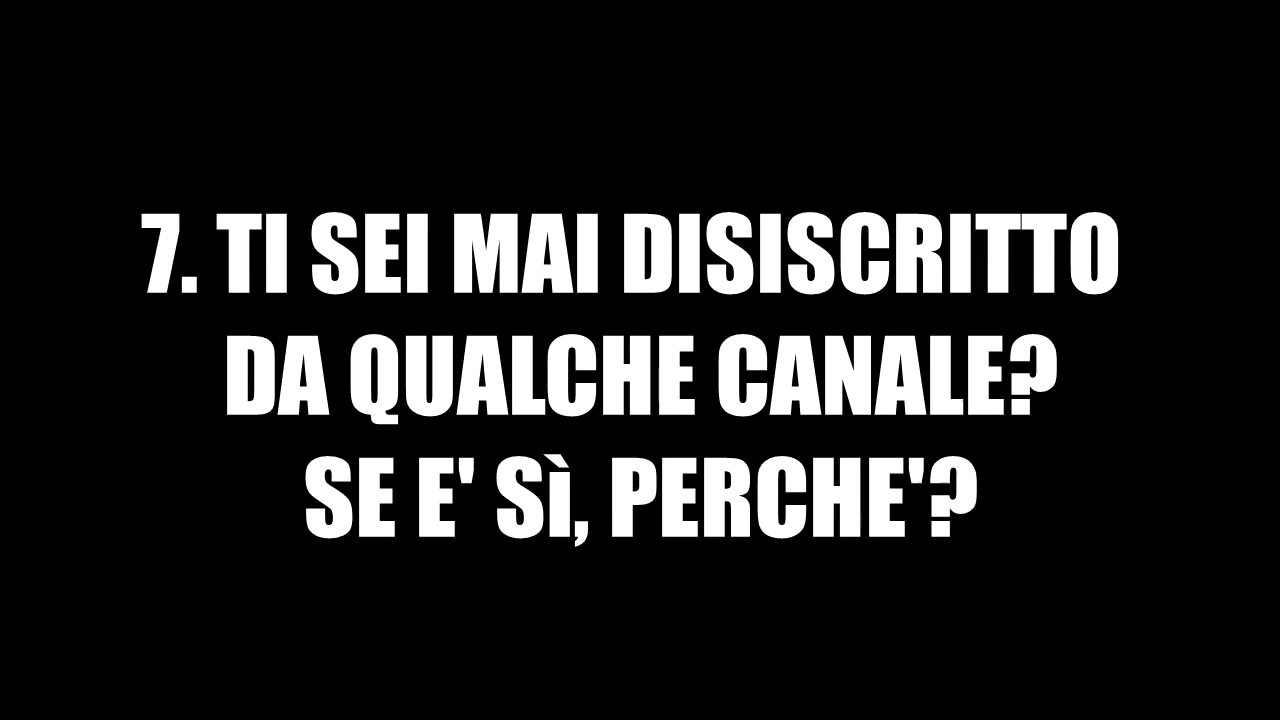 7. TI SEI MAI DISISCRITTO
DA QUALCHE CANALE?
SE E' Sì, PERCHE'?